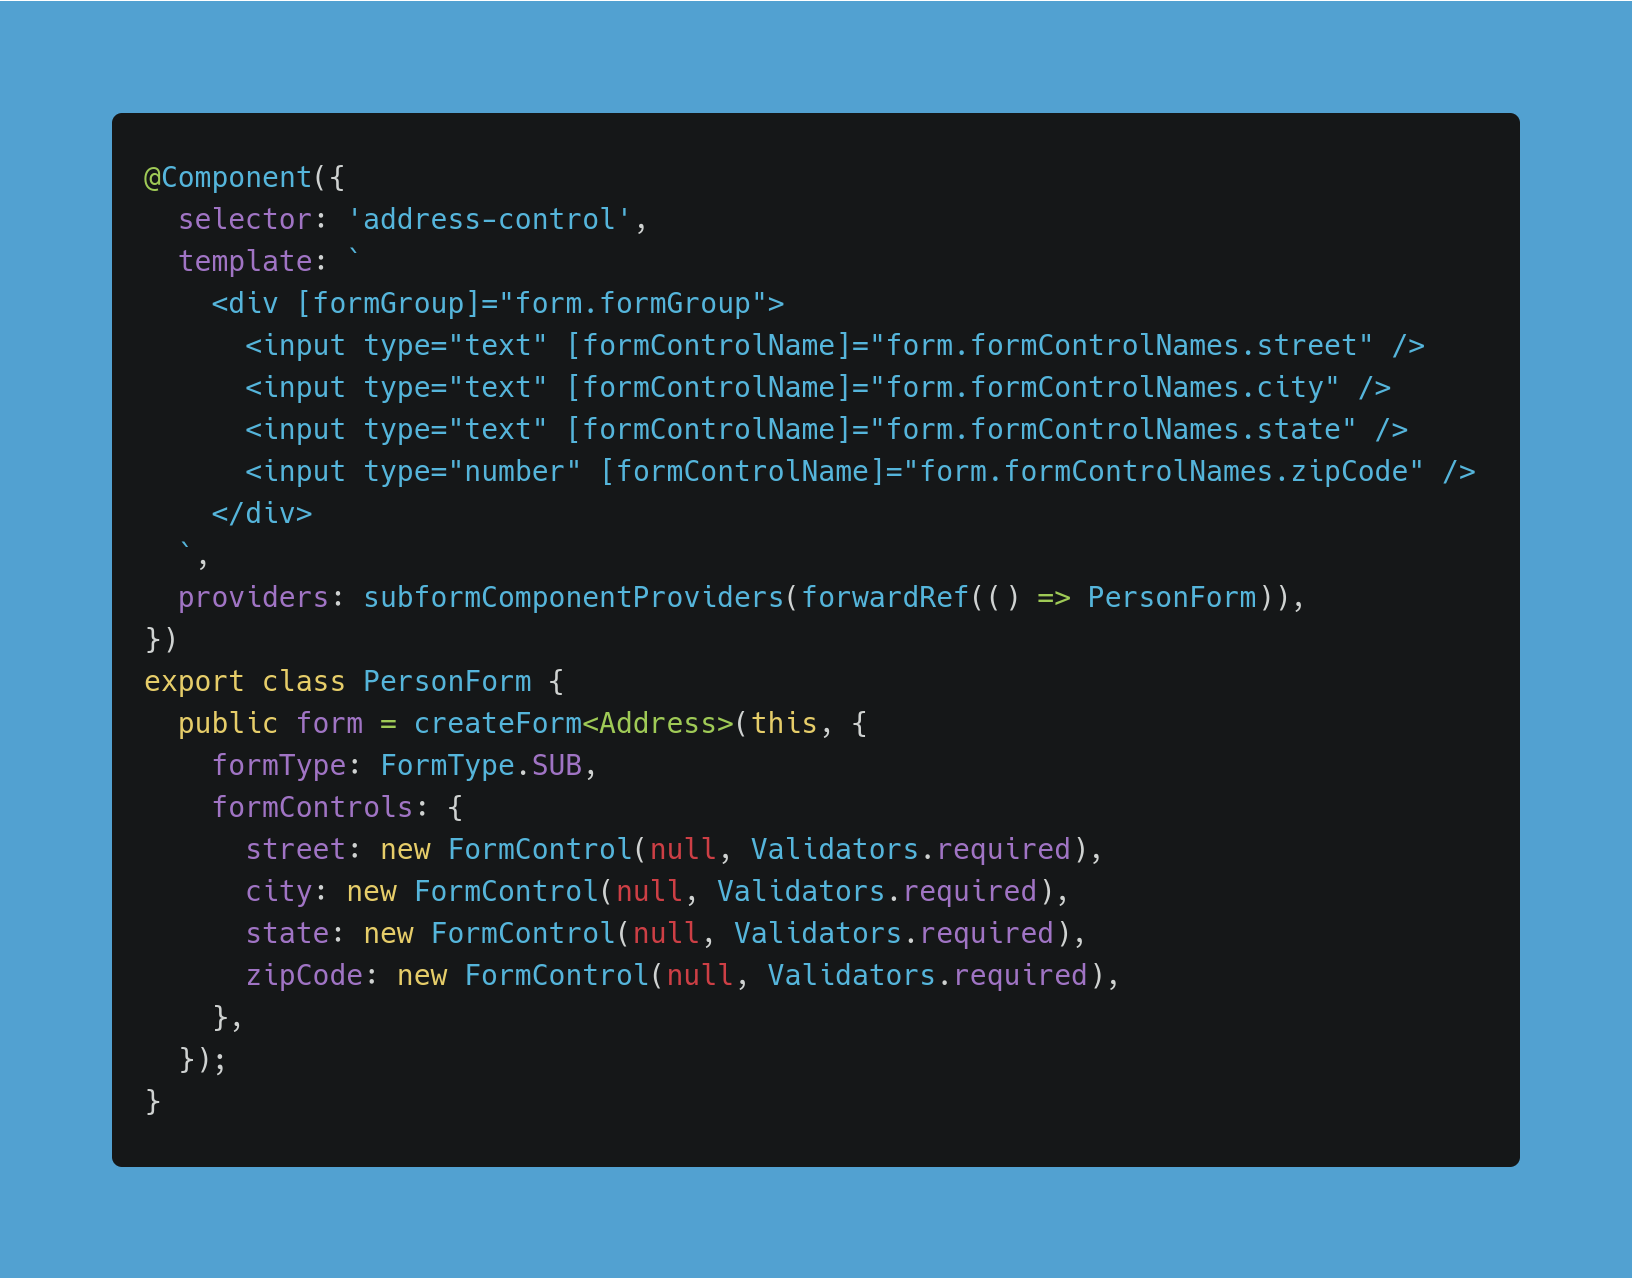 @Component({
  selector: 'address-control',
  template: `
    <div [formGroup]="form.formGroup">
      <input type="text" [formControlName]="form.formControlNames.street" />
      <input type="text" [formControlName]="form.formControlNames.city" />
      <input type="text" [formControlName]="form.formControlNames.state" />
      <input type="number" [formControlName]="form.formControlNames.zipCode" />
    </div>
  `,
  providers: subformComponentProviders(forwardRef(() => PersonForm)),
})
export class PersonForm {
  public form = createForm<Address>(this, {
    formType: FormType.SUB,
    formControls: {
      street: new FormControl(null, Validators.required),
      city: new FormControl(null, Validators.required),
      state: new FormControl(null, Validators.required),
      zipCode: new FormControl(null, Validators.required),
    },
  });
}